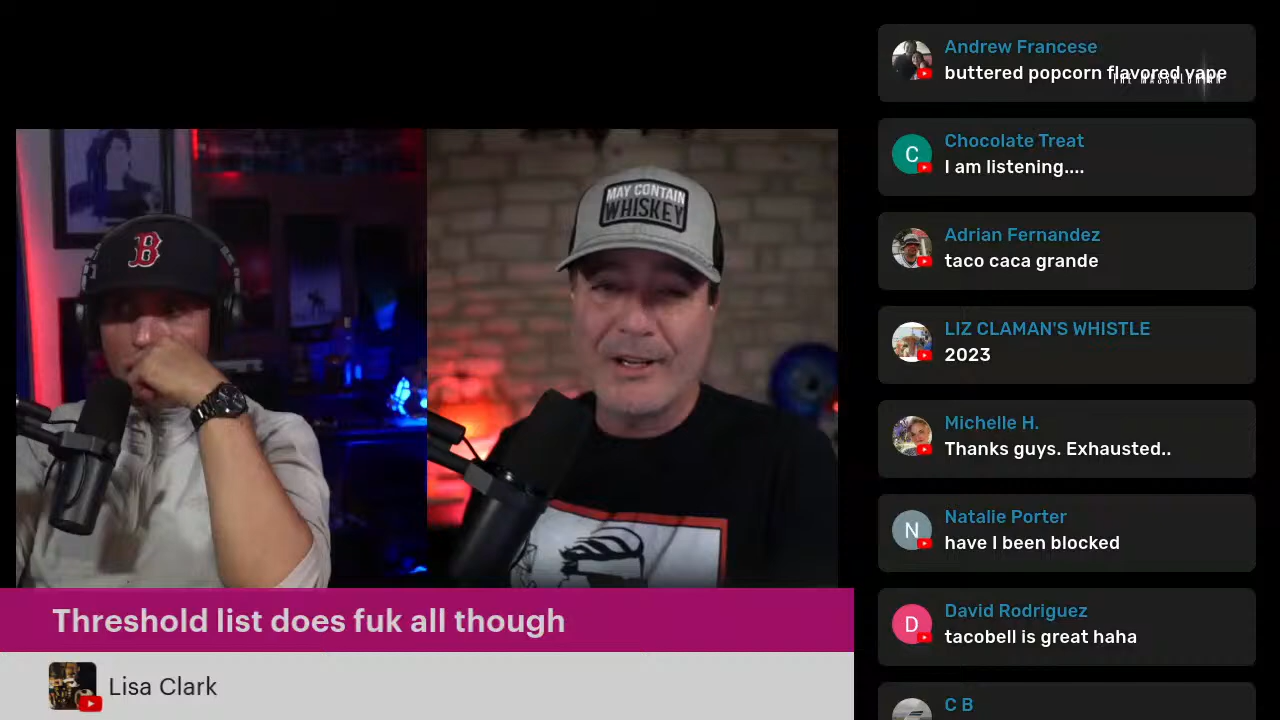 B
MAY CONTAIN
WHISKEY
Threshold list does fuk all though
Lisa Clark
Andrew Francese
buttered popcorn flavored vape
C
Chocolate Treat
I am listening....
Adrian Fernandez
taco caca grande
LIZ CLAMAN'S WHISTLE
2023
Michelle H.
Thanks guys. Exhausted..
N
Natalie Porter
have I been blocked
D
David Rodriguez
tacobell is great haha
C B